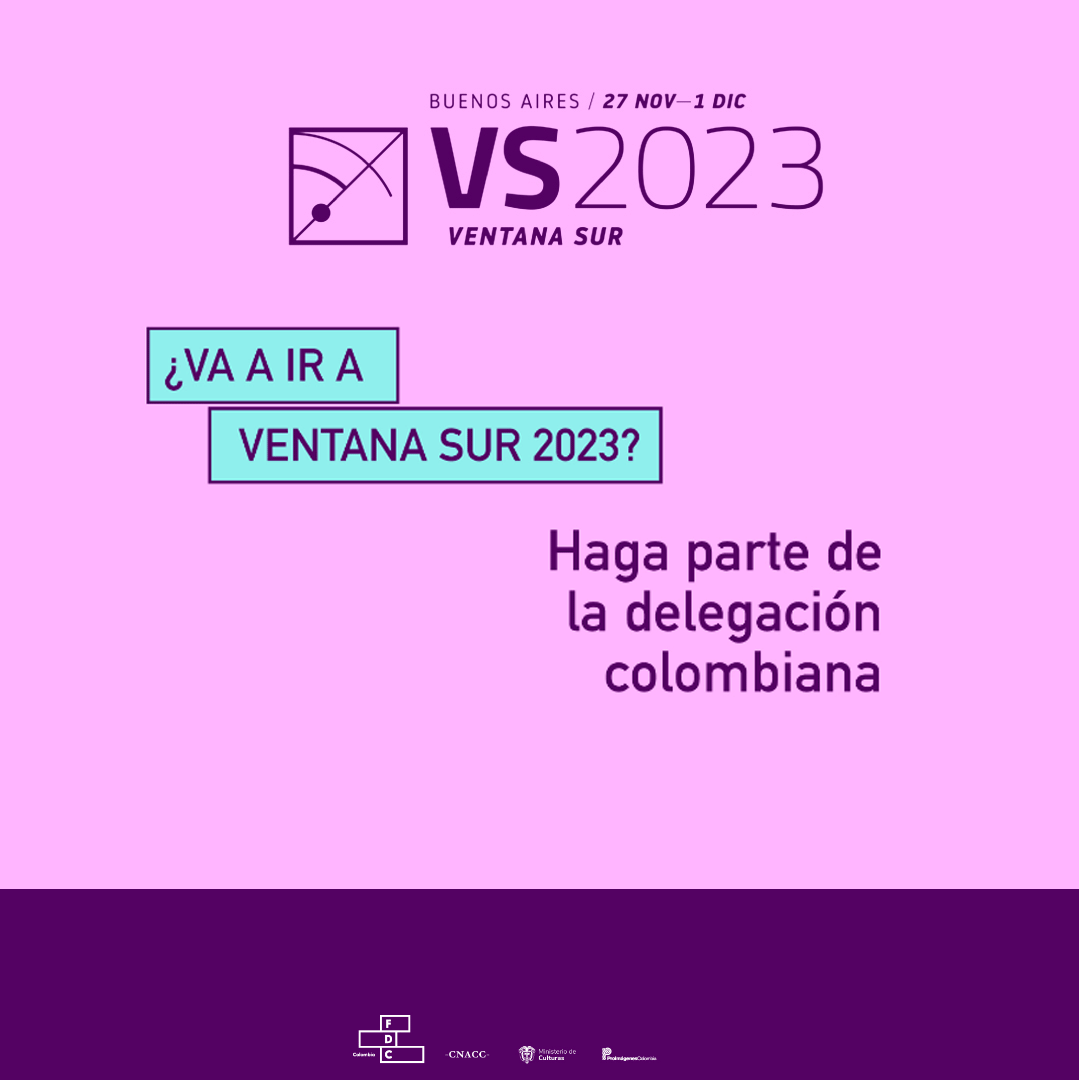 BUENOS AIRES / 27 NOV—1 DIC
VS2023
VENTANA SUR
¿VA A IR A
VENTANA SUR 2023?
Haga parte de
la delegación
colombiana
F
D
Colombia C
-CNACC-
Ministerio de
Culturas
ProimágenesColombia